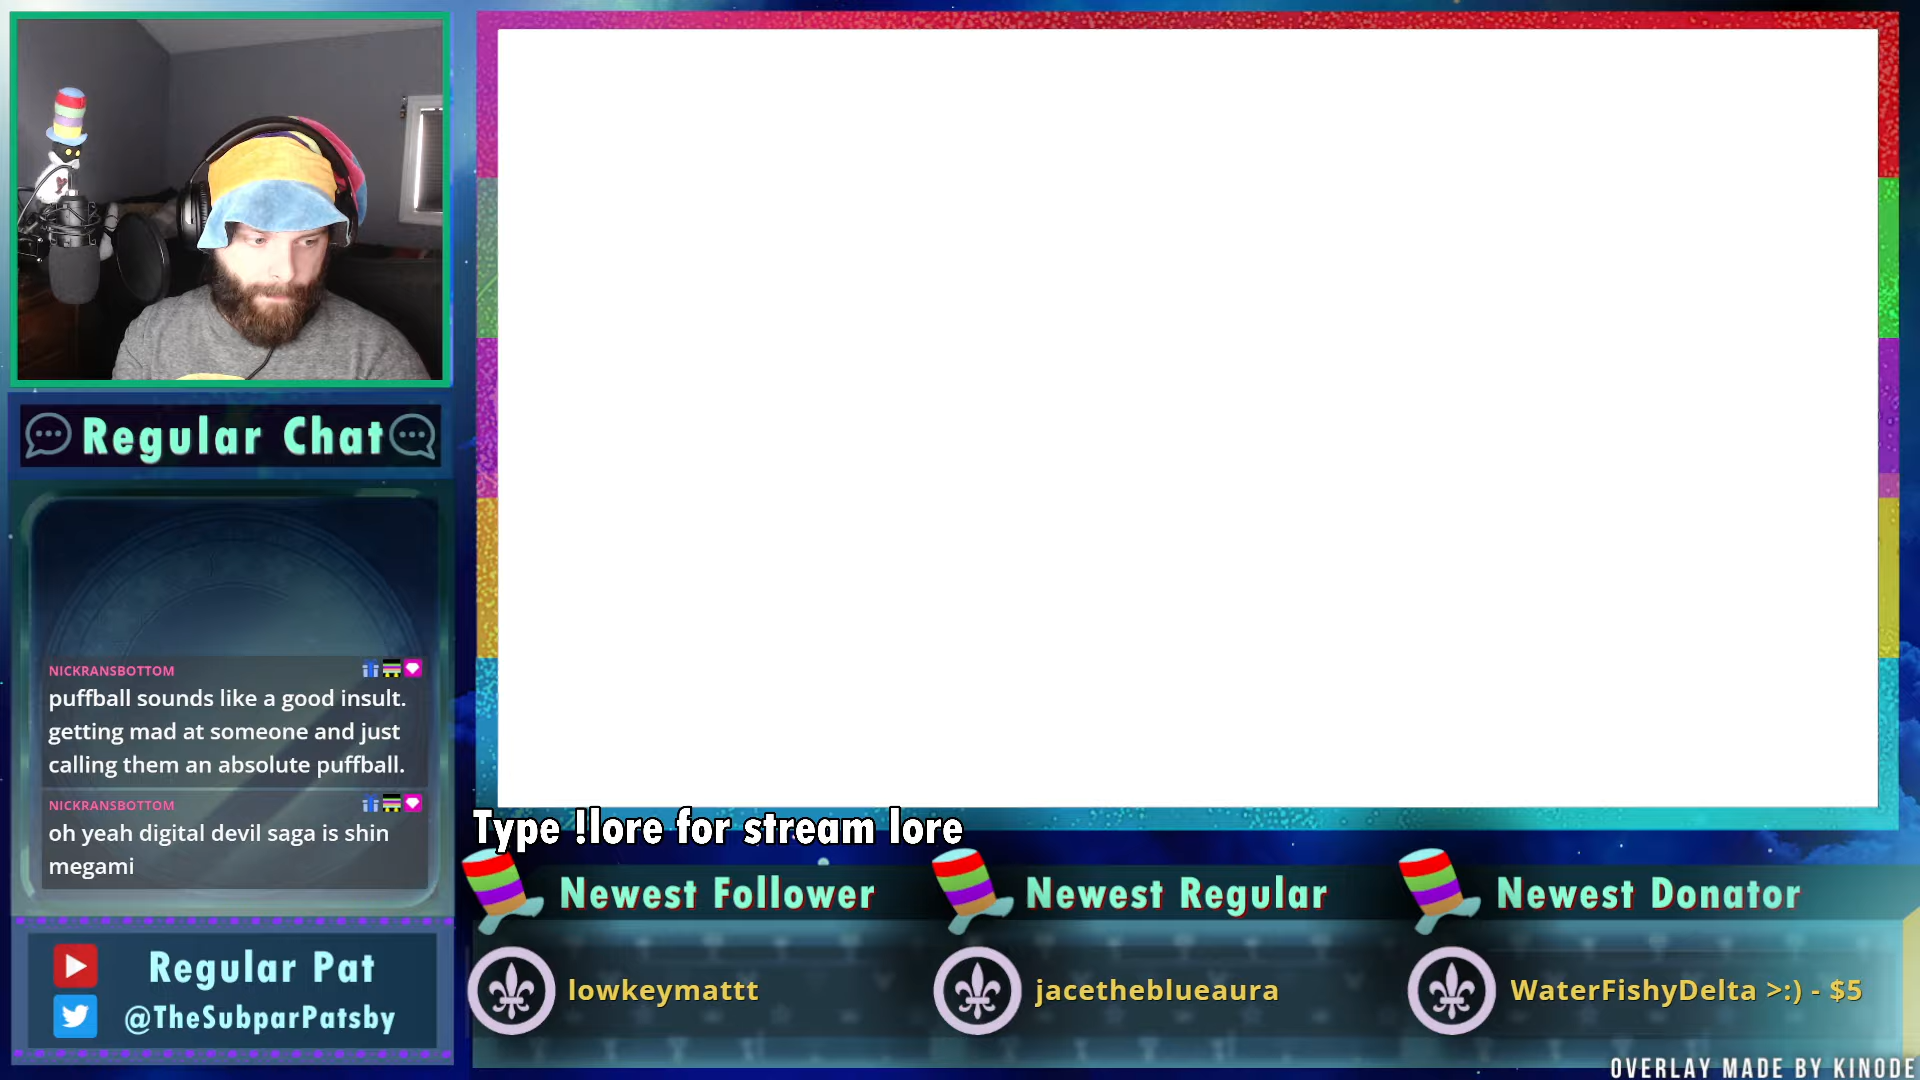 Regular Chat
NICKRANSBOTTOM
puffball sounds like a good insult.
getting mad at someone and just
calling them an absolute puffball.
NICKRANSBOTTOM
oh yeah digital devil saga is shin
megami
Regular Pat
@TheSubparPatsby
Type !lore for stream lore
Newest Follower
lowkeymattt
Newest Regular
jacetheblueaura
Newest Donator
WaterFishyDelta >:) - $5
OVERLAY MADE BY KINODE